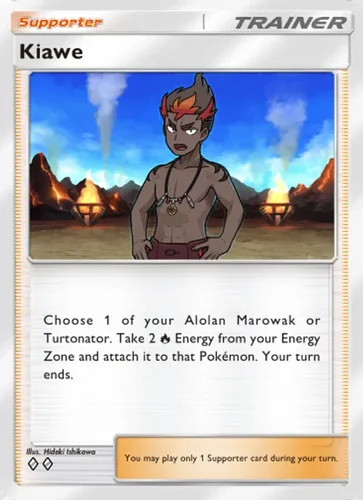 Supporter TRAINER
Kiawe
Choose 1 of your Alolan Marowak or
Turtonator. Take 2 Energy from your Energy
Zone and attach it to that Pokémon. Your turn
ends.
Illus. Hideki Ishikawa
You may play only 1 Supporter card during your turn.